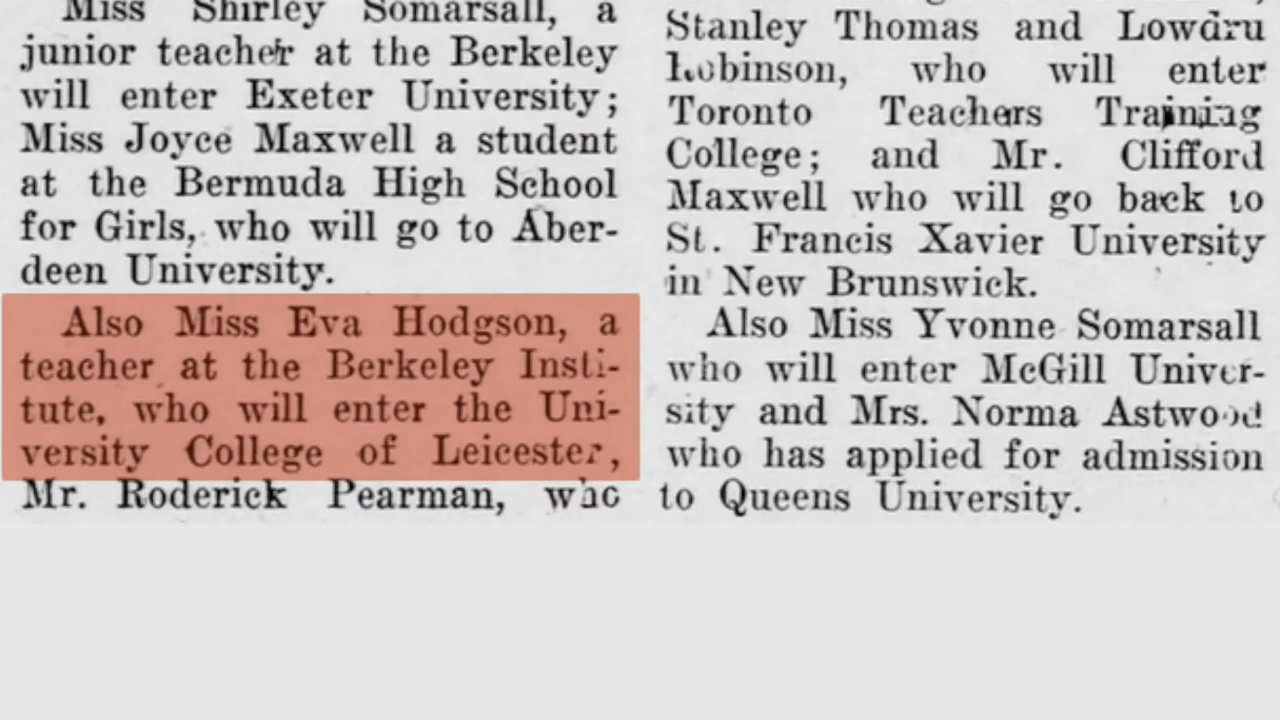 Miss Shirley Somarsall, a
junior teacher at the Berkeley
will enter Exeter University;
Miss Joyce Maxwell a student
at the Bermuda High School
for Girls, who will go to Aber-
deen University.
Also Miss Eva Hodgson, a
teacher at the Berkeley Insti-
tute, who will enter the Uni-
versity College of Leicester,
Mr. Roderick Pearman, who
Stanley Thomas and Lowdru
Robinson, who will enter
Toronto Teachers Training
College; and Mr. Clifford
Maxwell who will go back to
St. Francis Xavier University
in New Brunswick.
Also Miss Yvonne Somarsall
who will enter McGill Univer-
sity and Mrs. Norma Astwood
who has applied for admission
to Queens University.